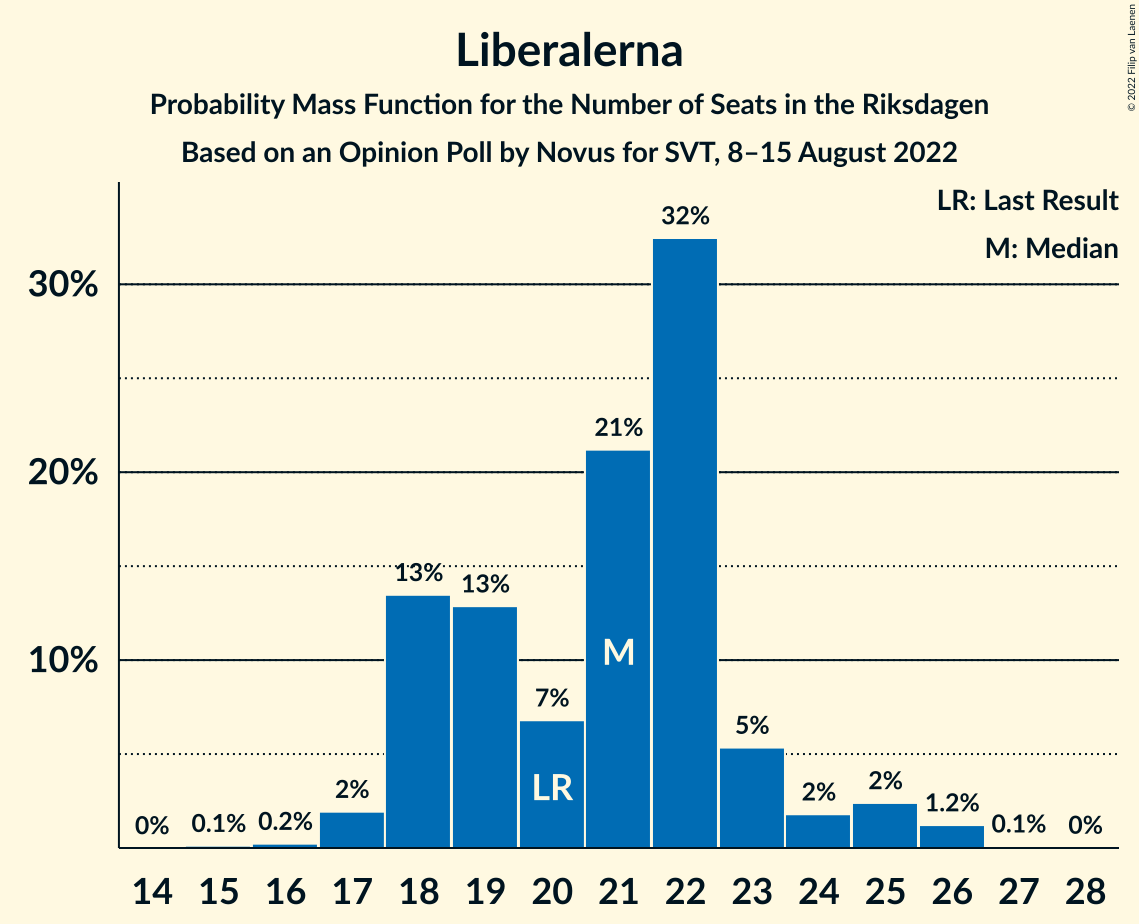 © 2022 Filip van Laenen
Liberalerna
Probability Mass Function for the Number of Seats in the Riksdagen
Based on an Opinion Poll by Novus for SVT, 8–15 August 2022
LR: Last Result
M: Median
30%
20%
10%
0%
0.1%
0.2%
2%
13%
13%
7%
21%
32%
5%
2%
2%
1.2%
0.1%
0%
LR
M
14 15 16 17 18 19 20 21 22 23 24 25 26 27 28